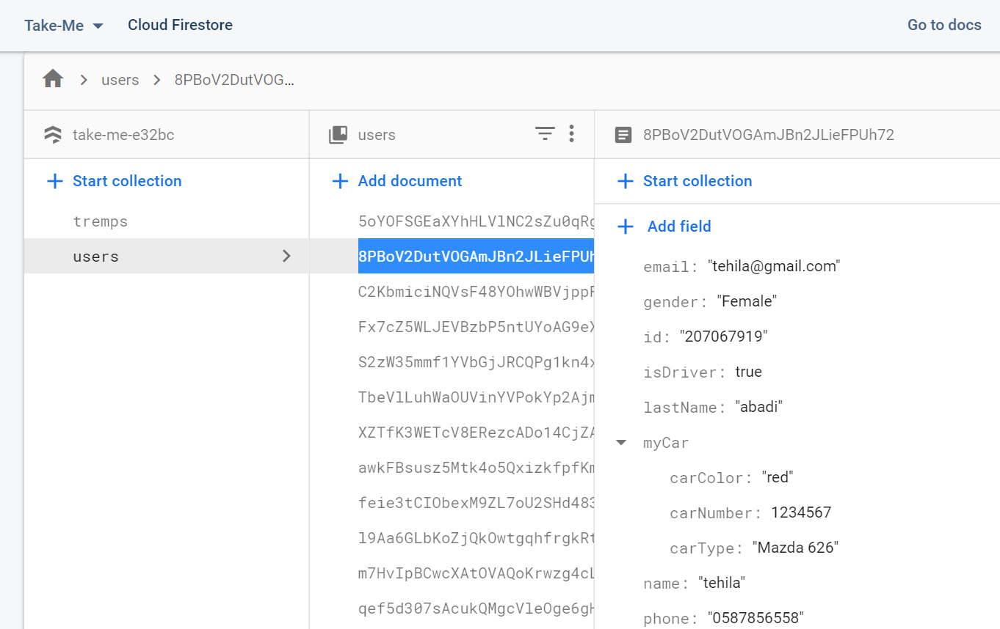 Take-Me Cloud Firestore Go to docs
users 8PBoV2DutVOG...
take-me-e32bc
Start collection
tremps
users
users
Add document
5oYOFSGEaXYhHLVlNC2sZu0qRg
8PBoV2DutVOGAmJBn2JLieFPUh
C2KbmiciNQVsF48YOhwWBVjppF
Fx7cZ5WLJEVBzbP5ntUYoAG9eX
S2zW35mmf1YVbGjJRCQPg1kn4x
TbeVlLuhWaOUVinYVPokYp2Ajm
XZTfK3WETcV8ERezcADo14CjZA
awkFBsusz5Mtk4o5QxizkfpfKm
feie3tCIObexM9ZL7oU2SHd483
l9Aa6GLbKoZjQkOwtgqhfrgkRt
m7HvIpBCwcXAtOVAQoKrwzg4cL
qef5d307sAcukQMgcVleOge6gH
8PBoV2DutVOGAmJBn2JLieFPUh72
Start collection
Add field
email: "tehila@gmail.com"
gender: "Female"
id: "207067919"
isDriver: true
lastName: "abadi"
myCar
carColor: "red"
carNumber: 1234567
carType: "Mazda 626"
name: "tehila"
phone: "0587856558"